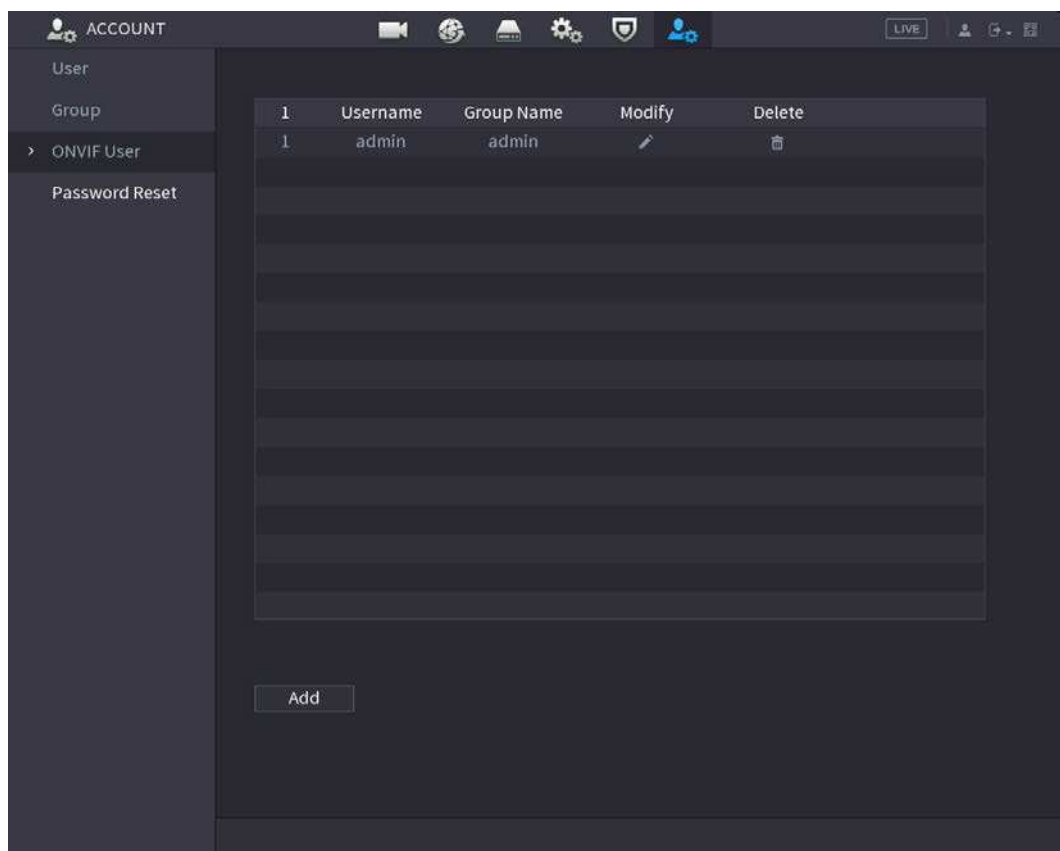 ACCOUNT
LIVE
User
Group
ONVIF User
Password Reset
1 Username Group Name Modify Delete
1 admin admin
Add